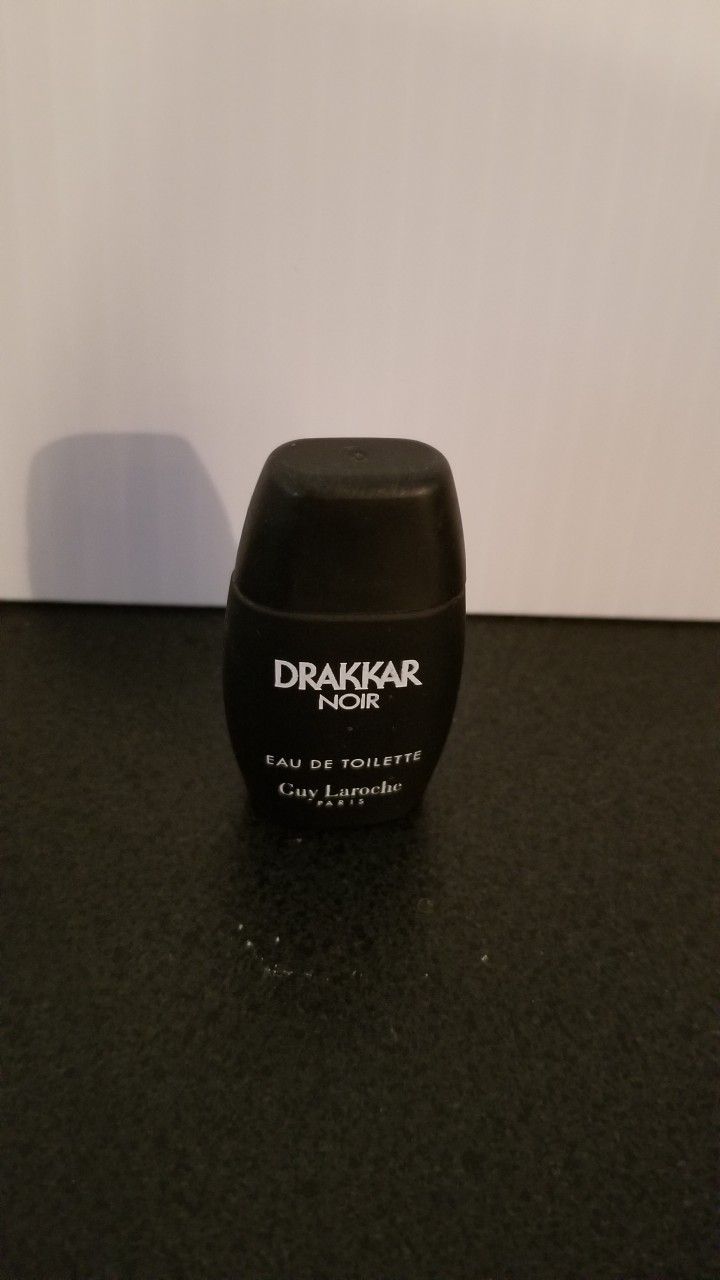 DRAKKAR
NOIR
EAU DE TOILETTE
Guy Laroche
PARIS